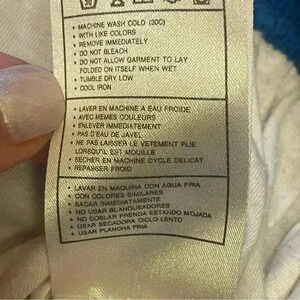 • MACHINE WASH COLD (30C)
• WITH LIKE COLORS
• REMOVE IMMEDIATELY
• DO NOT BLEACH
• DO NOT ALLOW GARMENT TO LAY
FOLDED ON ITSELF WHEN WET
• TUMBLE DRY LOW
• COOL IRON
• LAVER EN MACHINE A EAU FROIDE
• AVEC MEMES COULEURS
• ENLEVER IMMEDIATEMENT
• PAS D'EAU DE JAVEL
• NE PAS LAISSER LE VETEMENT PLIE
LORSQU'IL EST MOUILLE
• SECHER EN MACHINE CYCLE DELICAT
• REPASSER FROID
• LAVAR EN MAQUINA CON AGUA FRIA
• CON COLORES SIMILARES
• SACAR INMEDIATAMENTE
• NO USAR BLANQUEADORES
• NO DOBLAR PRENDA ESTANDO MOJADA
• USAR SECADORA CICLO LENTO
• USAR PLANCHA FRIA